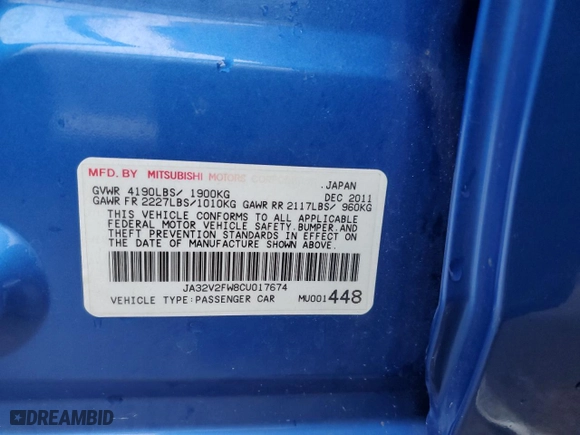 MFD. BY MITSUBISHI MOTORS CORPORATION
JAPAN
GVWR 4190LBS/ 1900KG DEC 2011
GAWR FR 2227LBS/1010KG GAWR RR 2117LBS/ 960KG
THIS VEHICLE CONFORMS TO ALL APPLICABLE
FEDERAL MOTOR VEHICLE SAFETY,BUMPER,AND
THEFT PREVENTION STANDARDS IN EFFECT ON
THE DATE OF MANUFACTURE SHOWN ABOVE.
JA32V2FW8CU017674
VEHICLE TYPE:PASSENGER CAR MU001448
DREAMBID